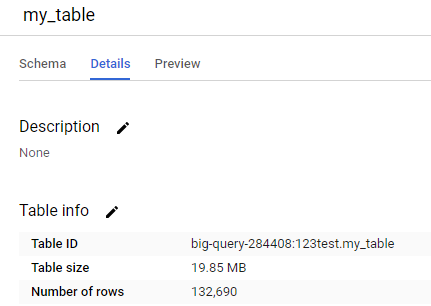 my_table
Schema Details Preview
Description
None
Table info
Table ID big-query-284408:123test.my_table
Table size 19.85 MB
Number of rows 132,690